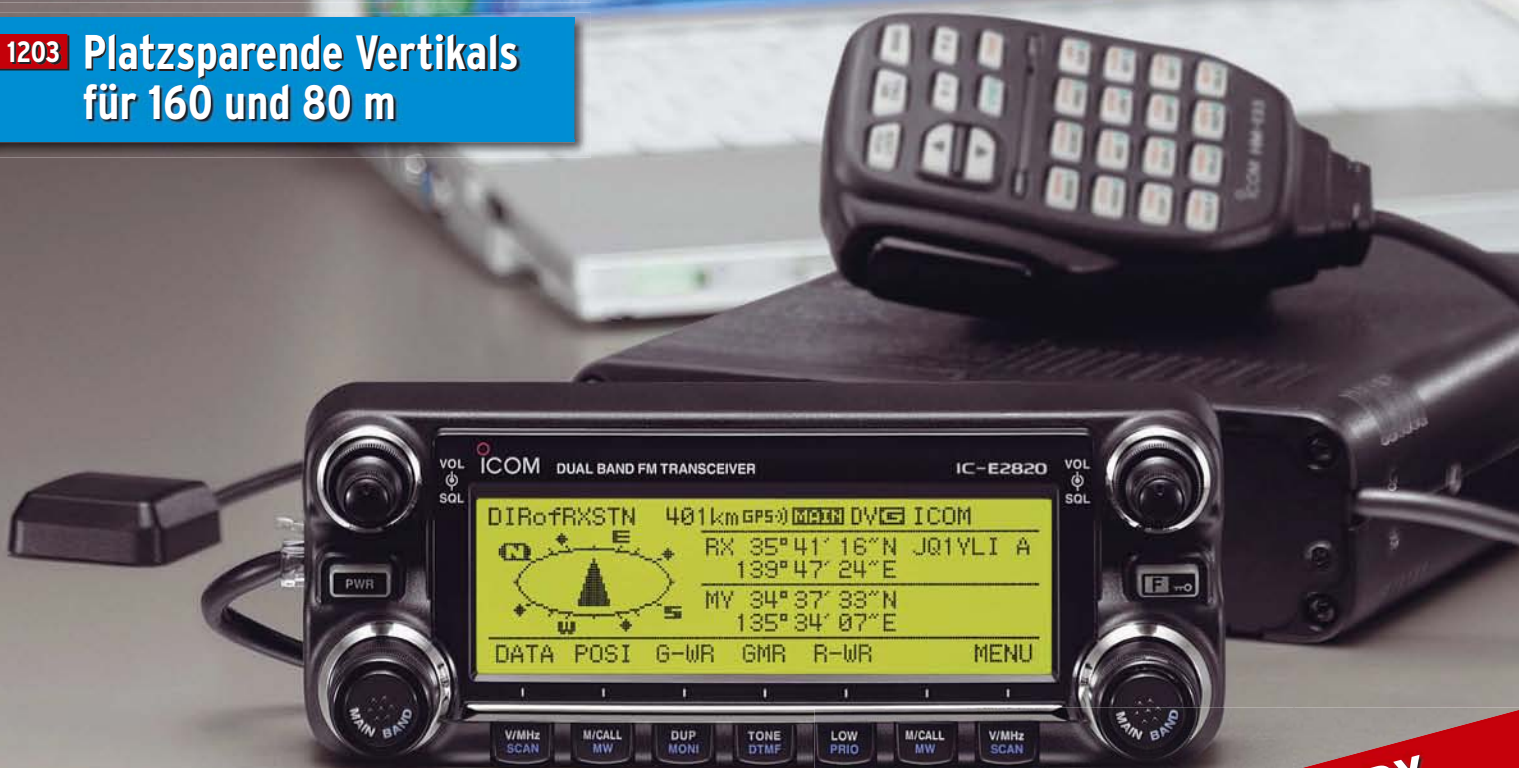 1203 Platzsparende Vertikals
für 160 und 80 m
ICOM HM-133
VOL
SQL
ICOM DUAL BAND FM TRANSCEIVER IC-E2820
VOL
SQL
DIRofRXSTN 401km GPS MAIN DV G ICOM
N E S W
RX 35°41′16″N JQ1YLI A
139°47′24″E
MY 34°37′33″N
135°34′07″E
DATA POSI G-WR GMR R-WR MENU
PWR
F
MAIN BAND
MAIN BAND
V/MHz M/CALL DUP TONE LOW M/CALL V/MHz
SCAN MW MONI DTMF PRIO MW SCAN